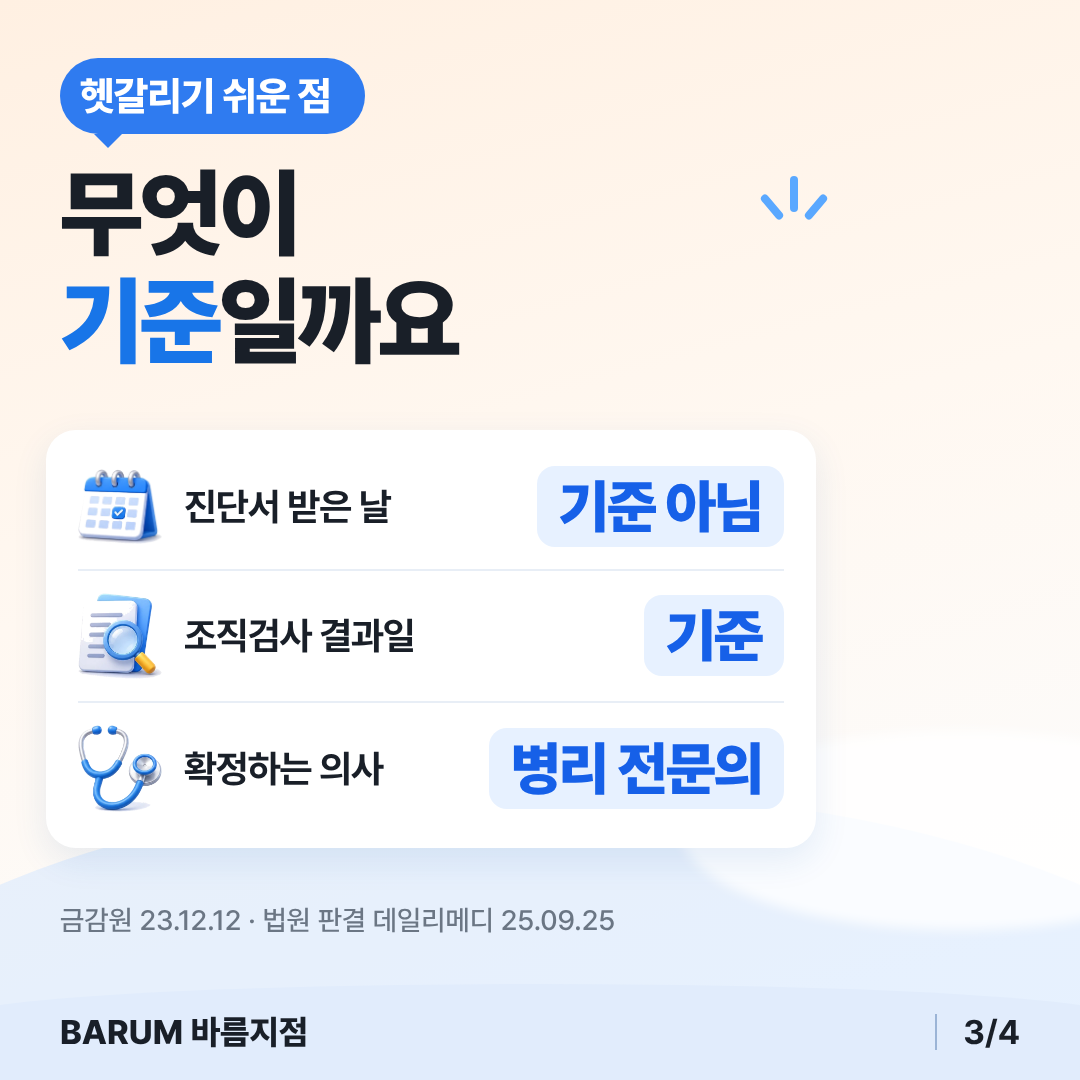 헷갈리기 쉬운 점
무엇이
기준일까요
진단서 받은 날
기준 아님
조직검사 결과일
기준
확정하는 의사
병리 전문의
금감원 23.12.12 · 법원 판결 데일리메디 25.09.25
BARUM 바름지점
3/4